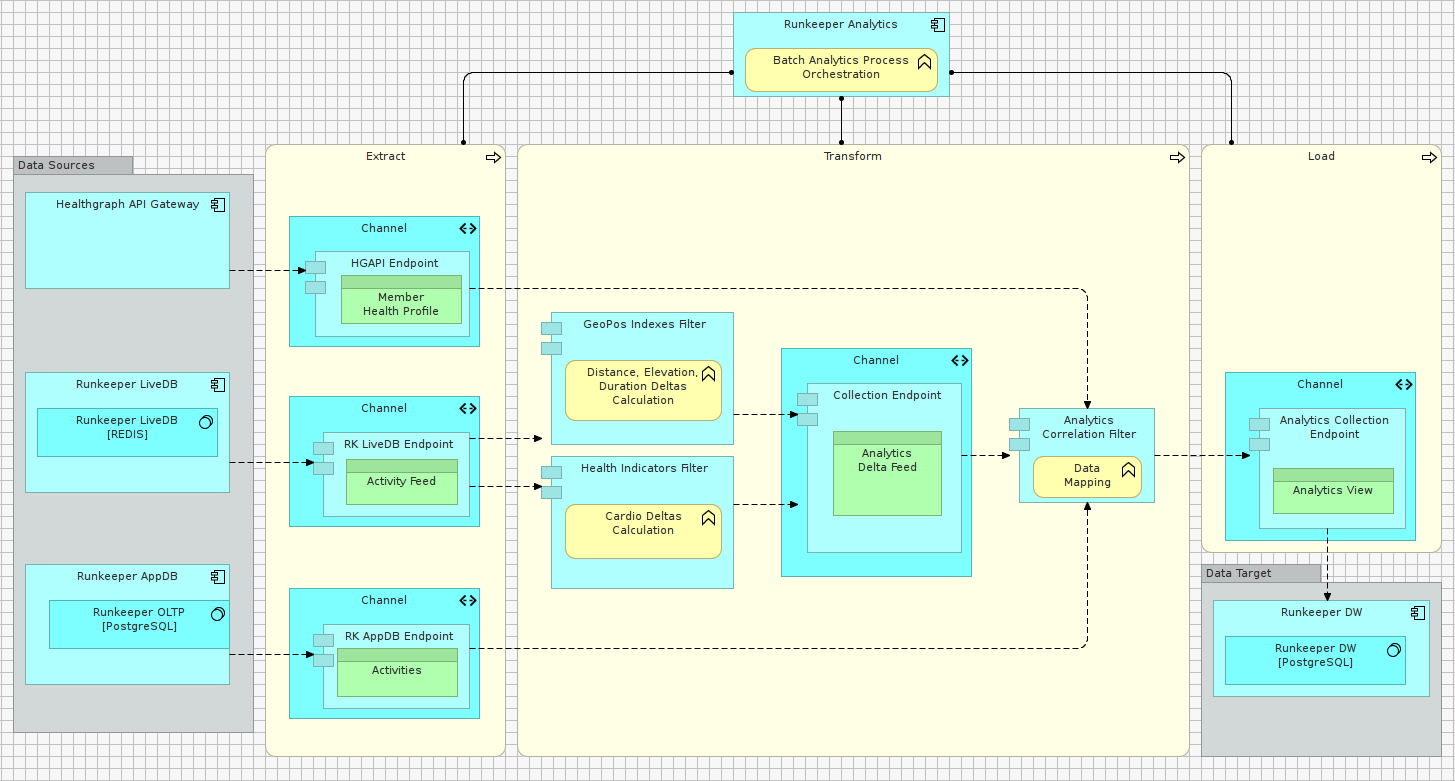 Runkeeper Analytics
Batch Analytics Process
Orchestration
Data Sources
Healthgraph API Gateway
Runkeeper LiveDB
Runkeeper LiveDB
[REDIS]
Runkeeper AppDB
Runkeeper OLTP
[PostgreSQL]
Extract
Channel
HGAPI Endpoint
Member
Health Profile
Channel
RK LiveDB Endpoint
Activity Feed
Channel
RK AppDB Endpoint
Activities
Transform
GeoPos Indexes Filter
Distance, Elevation,
Duration Deltas
Calculation
Health Indicators Filter
Cardio Deltas
Calculation
Channel
Collection Endpoint
Analytics
Delta Feed
Analytics
Correlation Filter
Data
Mapping
Load
Channel
Analytics Collection
Endpoint
Analytics View
Data Target
Runkeeper DW
Runkeeper DW
[PostgreSQL]